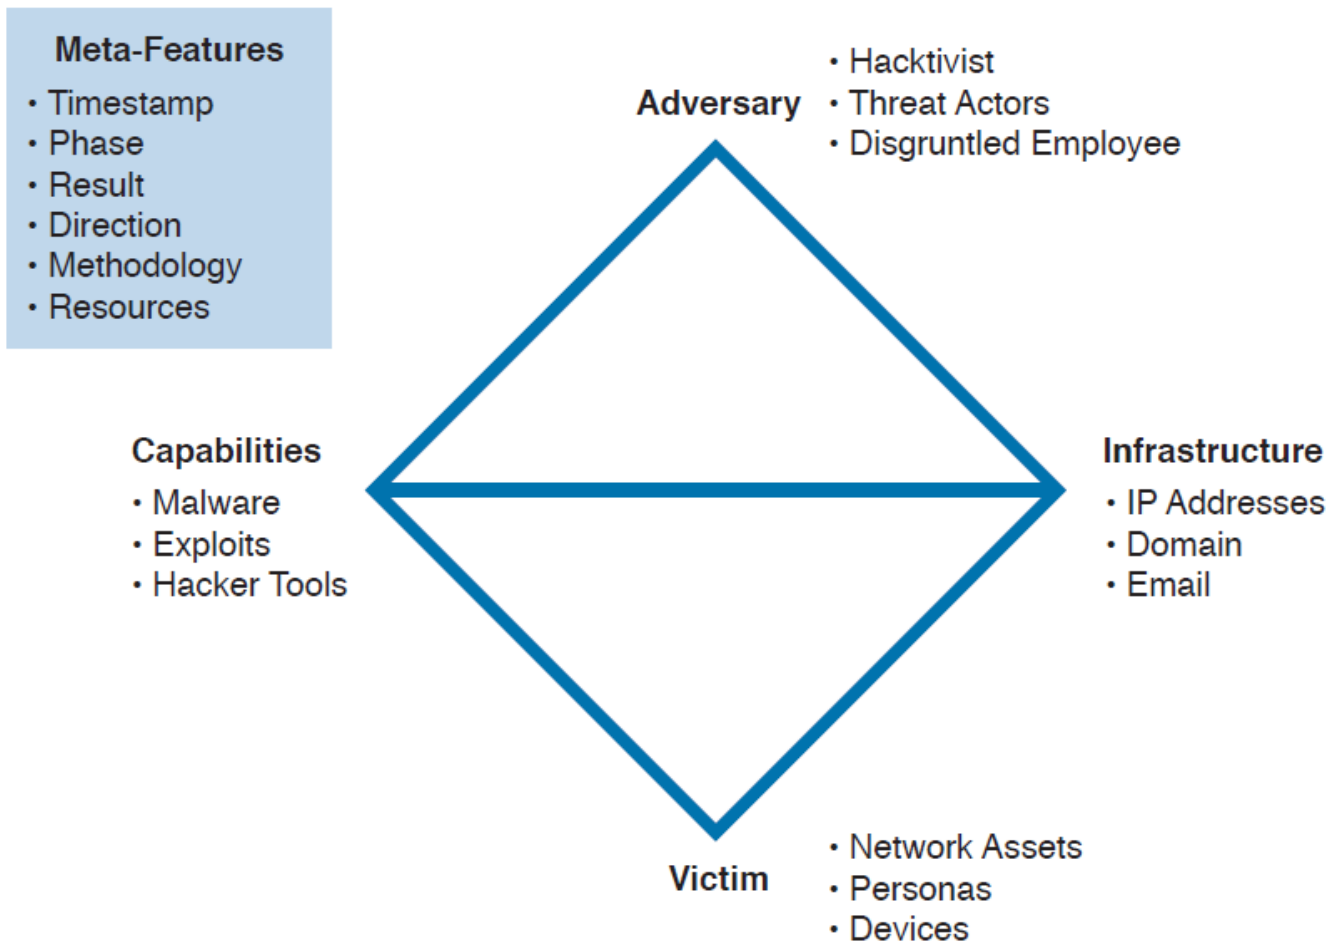 Meta-Features
• Timestamp
• Phase
• Result
• Direction
• Methodology
• Resources
Adversary
• Hacktivist
• Threat Actors
• Disgruntled Employee
Capabilities
• Malware
• Exploits
• Hacker Tools
Infrastructure
• IP Addresses
• Domain
• Email
Victim
• Network Assets
• Personas
• Devices